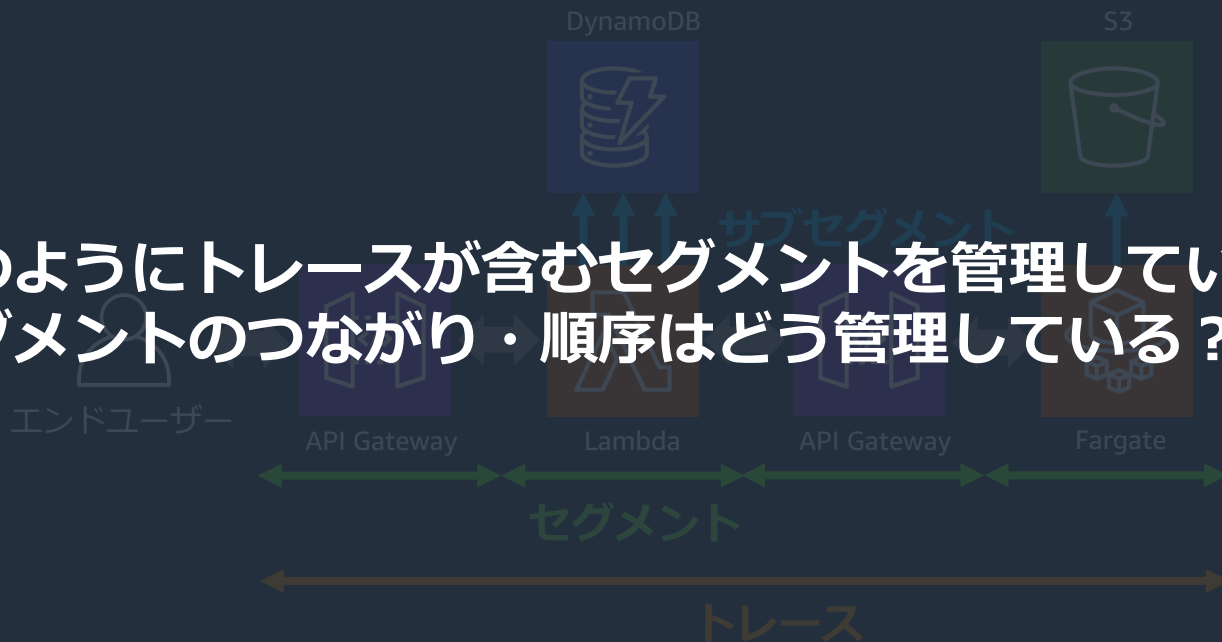 DynamoDB
S3
サブセグメント
のようにトレースが含むセグメントを管理してい
グメントのつながり・順序はどう管理している？
エンドユーザー
API Gateway
Lambda
API Gateway
Fargate
セグメント
トレース